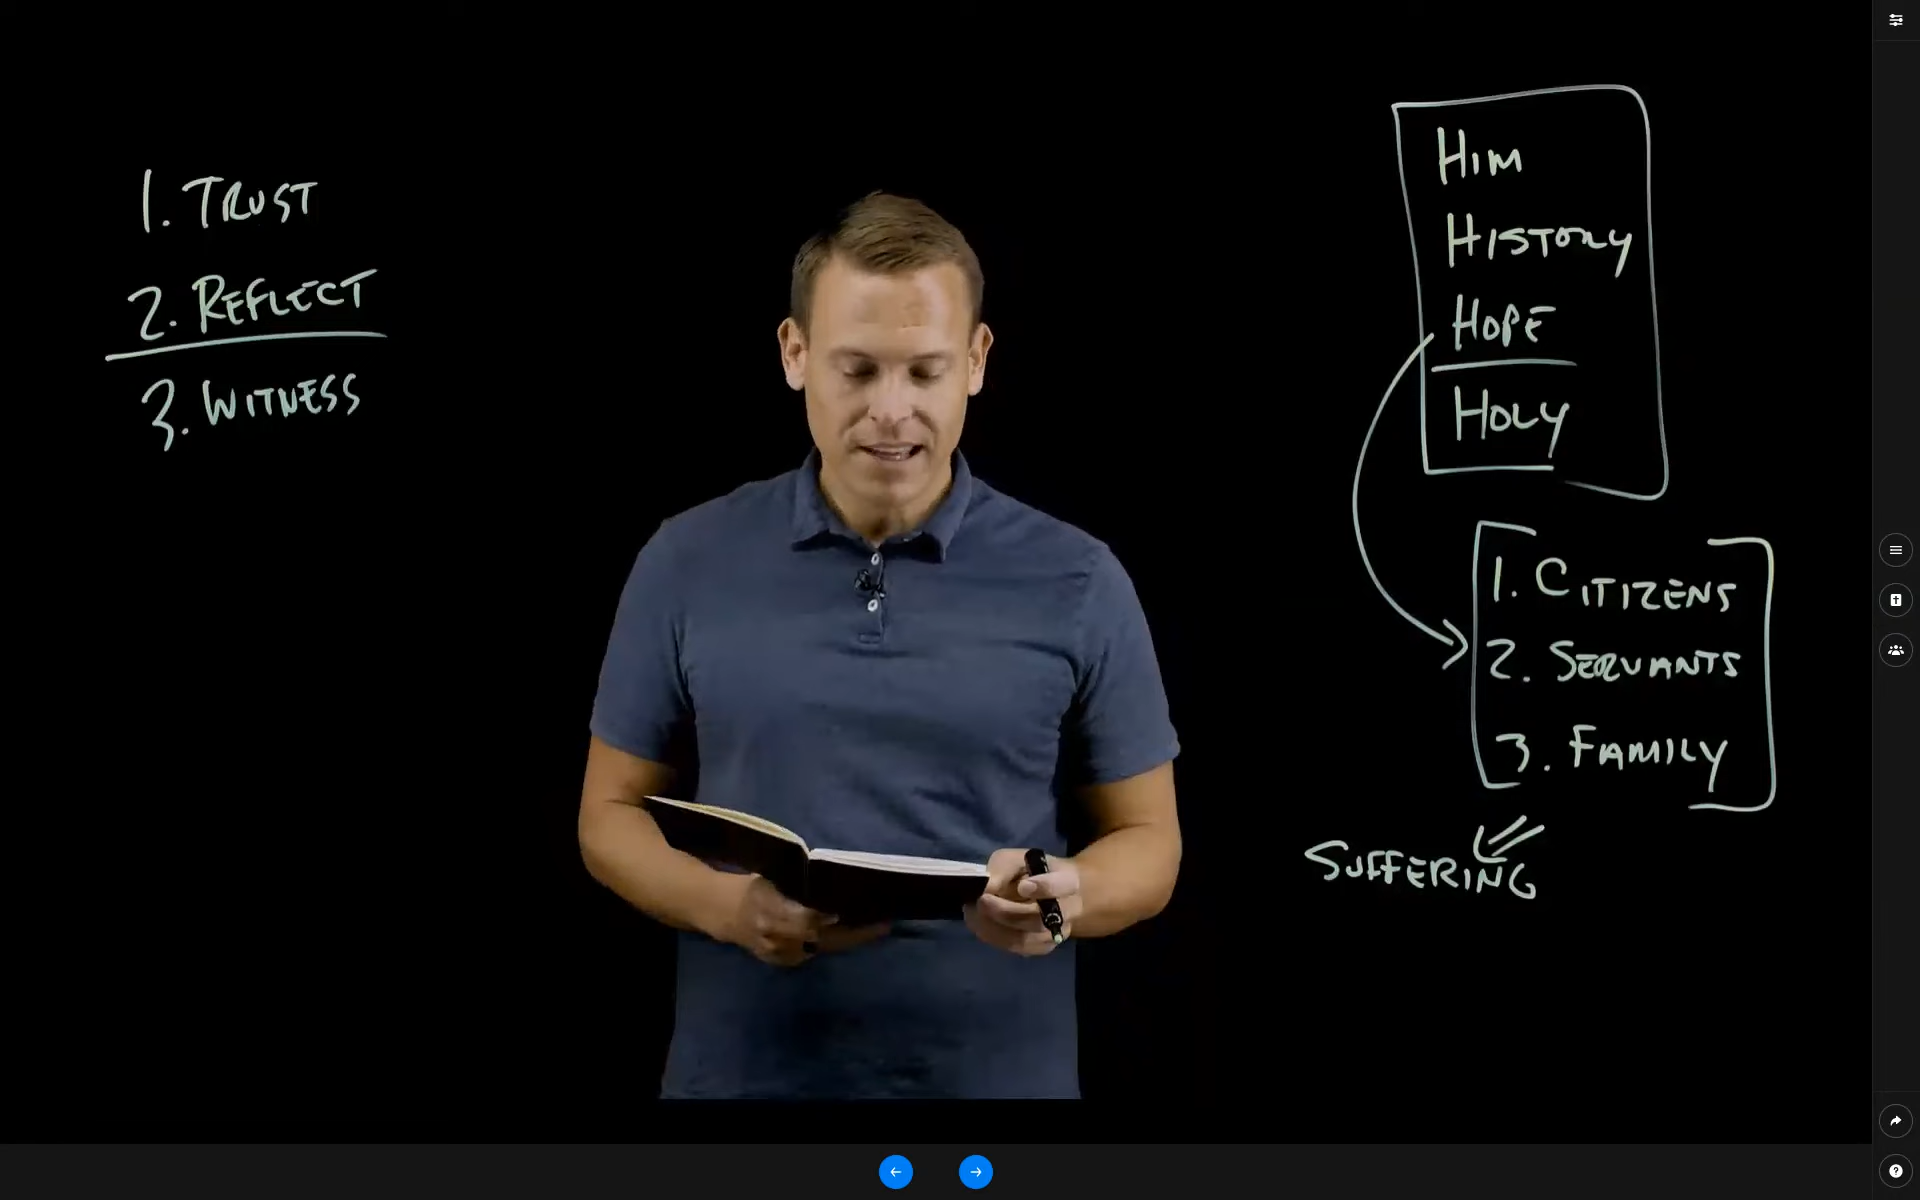 1. TRUST
2. REFLECT
3. WITNESS
HIM
HISTORY
HOPE
HOLY
1. CITIZENS
2. SERVANTS
3. FAMILY
SUFFERING